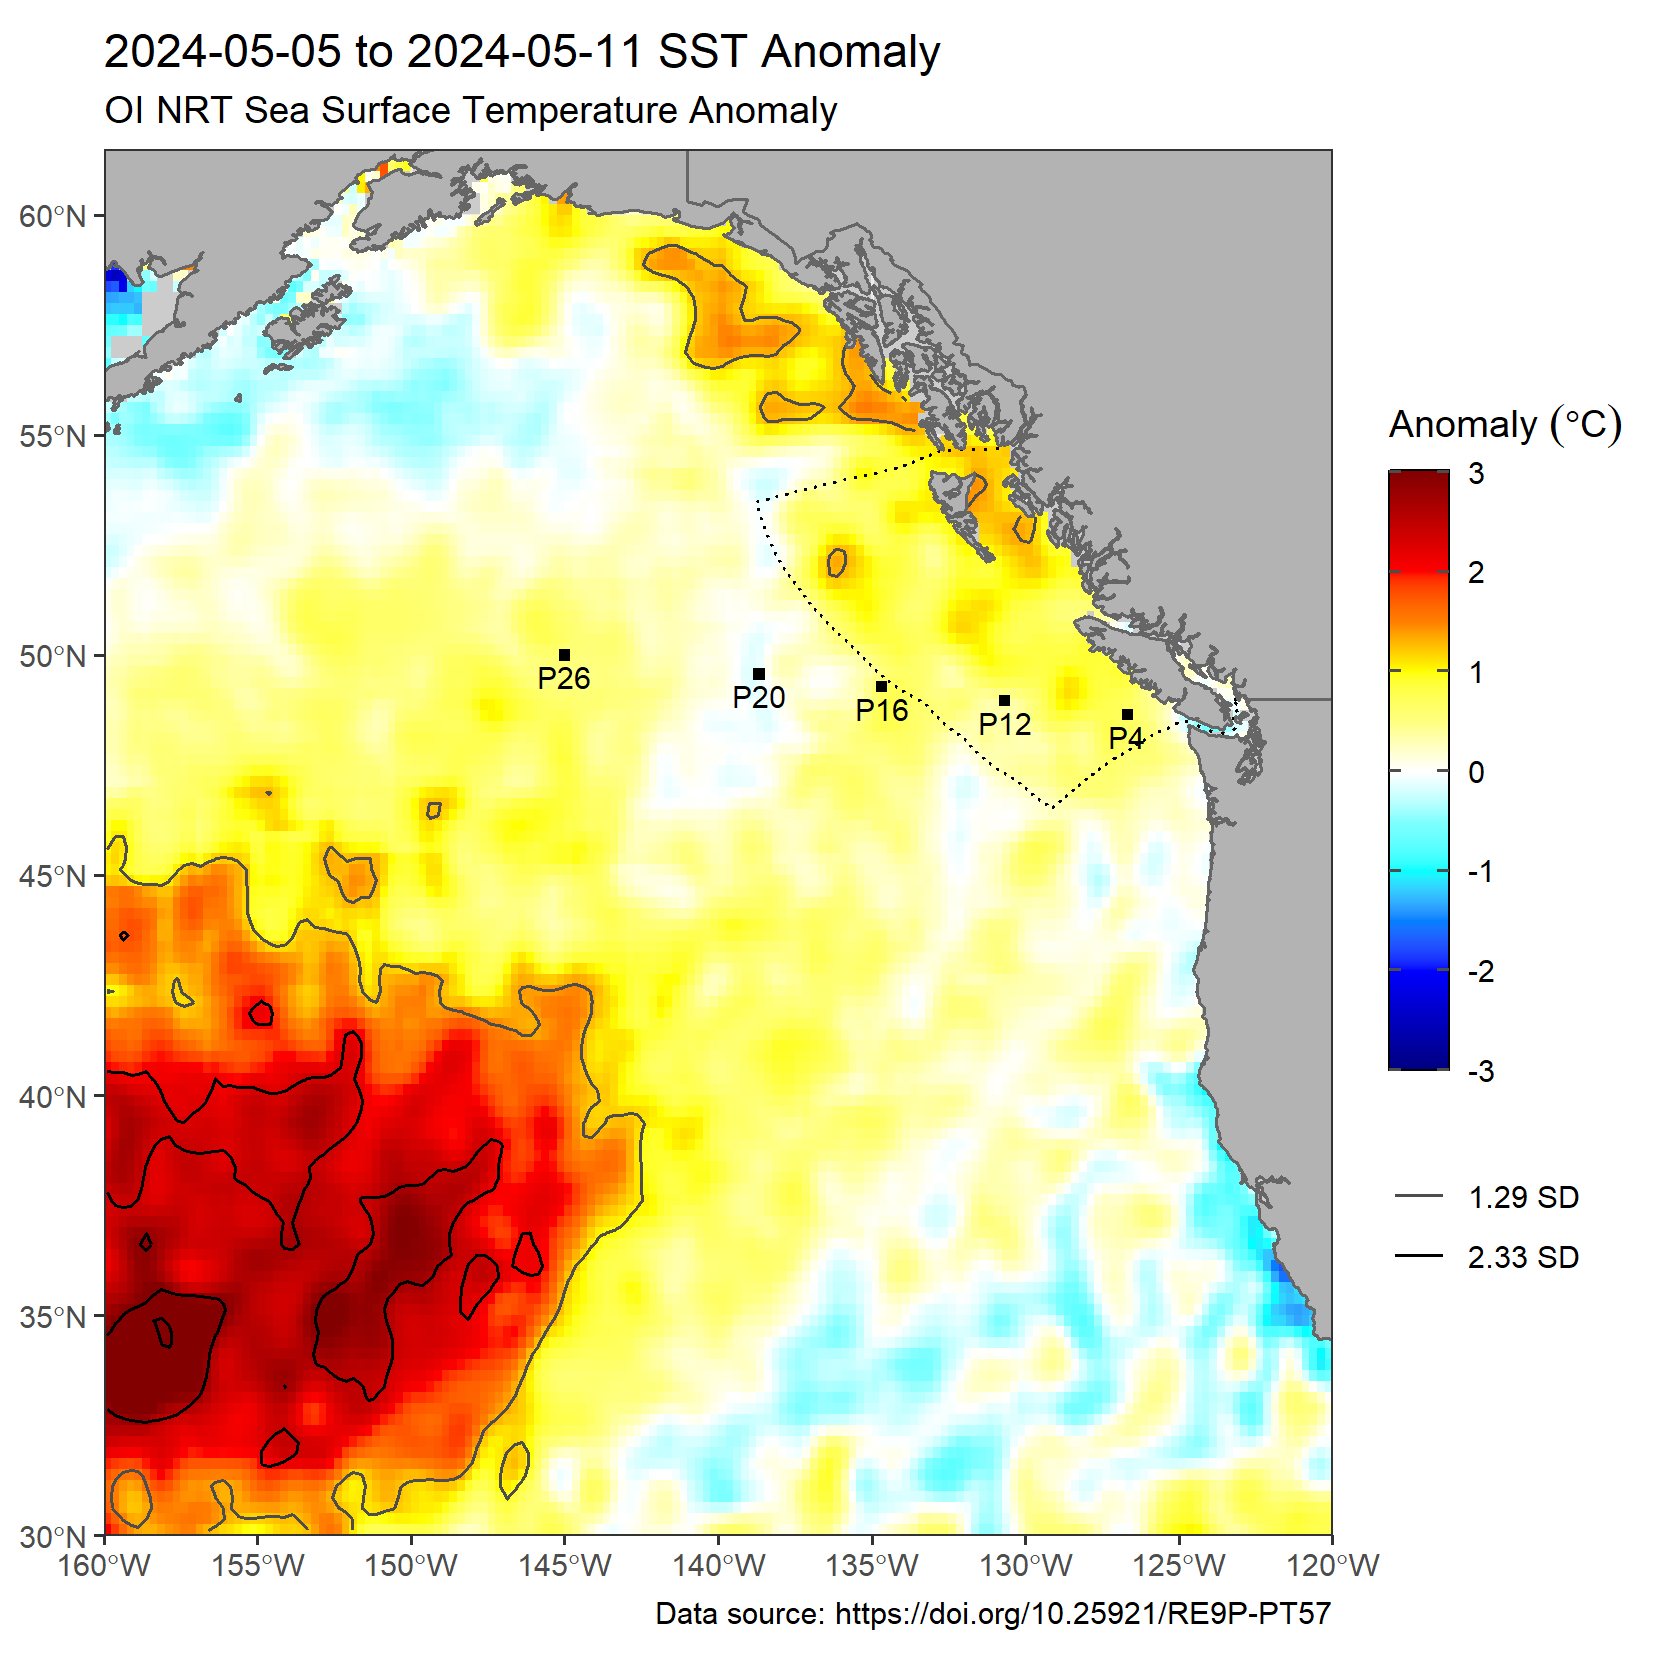 2024-05-05 to 2024-05-11 SST Anomaly
OI NRT Sea Surface Temperature Anomaly
60°N
55°N
50°N
45°N
40°N
35°N
30°N
P26
P20
P16
P12
P4
160°W
155°W
150°W
145°W
140°W
135°W
130°W
125°W
120°W
Anomaly (°C)
3
2
1
0
-1
-2
-3
1.29 SD
2.33 SD
Data source: https://doi.org/10.25921/RE9P-PT57